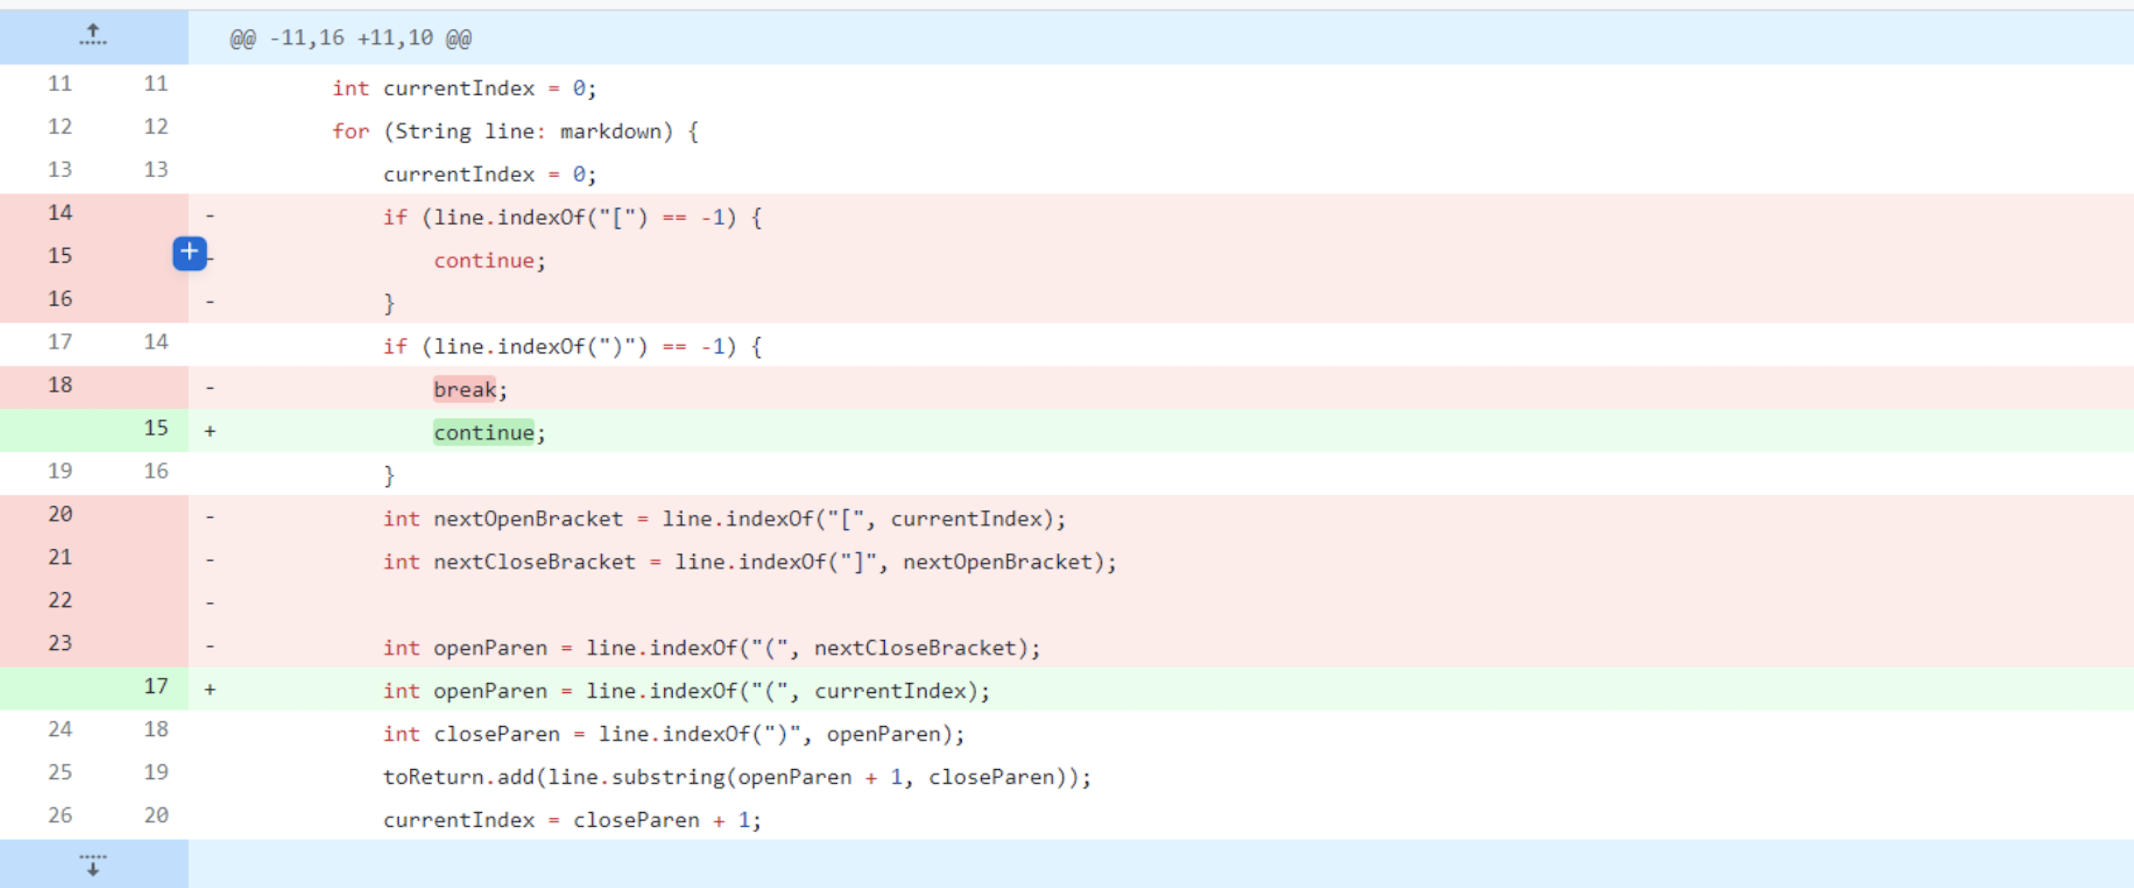 @@ -11,16 +11,10 @@
11 11 int currentIndex = 0;
12 12 for (String line: markdown) {
13 13 currentIndex = 0;
14 - if (line.indexOf("[") == -1) {
15 - continue;
16 - }
17 14 if (line.indexOf(")") == -1) {
18 - break;
15 + continue;
19 16 }
20 - int nextOpenBracket = line.indexOf("[", currentIndex);
21 - int nextCloseBracket = line.indexOf("]", nextOpenBracket);
22 -
23 - int openParen = line.indexOf("(", nextCloseBracket);
17 + int openParen = line.indexOf("(", currentIndex);
24 18 int closeParen = line.indexOf(")", openParen);
25 19 toReturn.add(line.substring(openParen + 1, closeParen));
26 20 currentIndex = closeParen + 1;